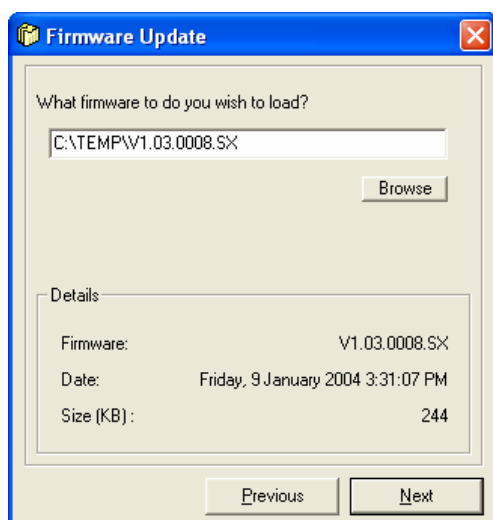 Firmware Update
What firmware to do you wish to load?
C:\TEMP\V1.03.0008.SX
Browse
Details
Firmware: V1.03.0008.SX
Date: Friday, 9 January 2004 3:31:07 PM
Size (KB) : 244
Previous Next